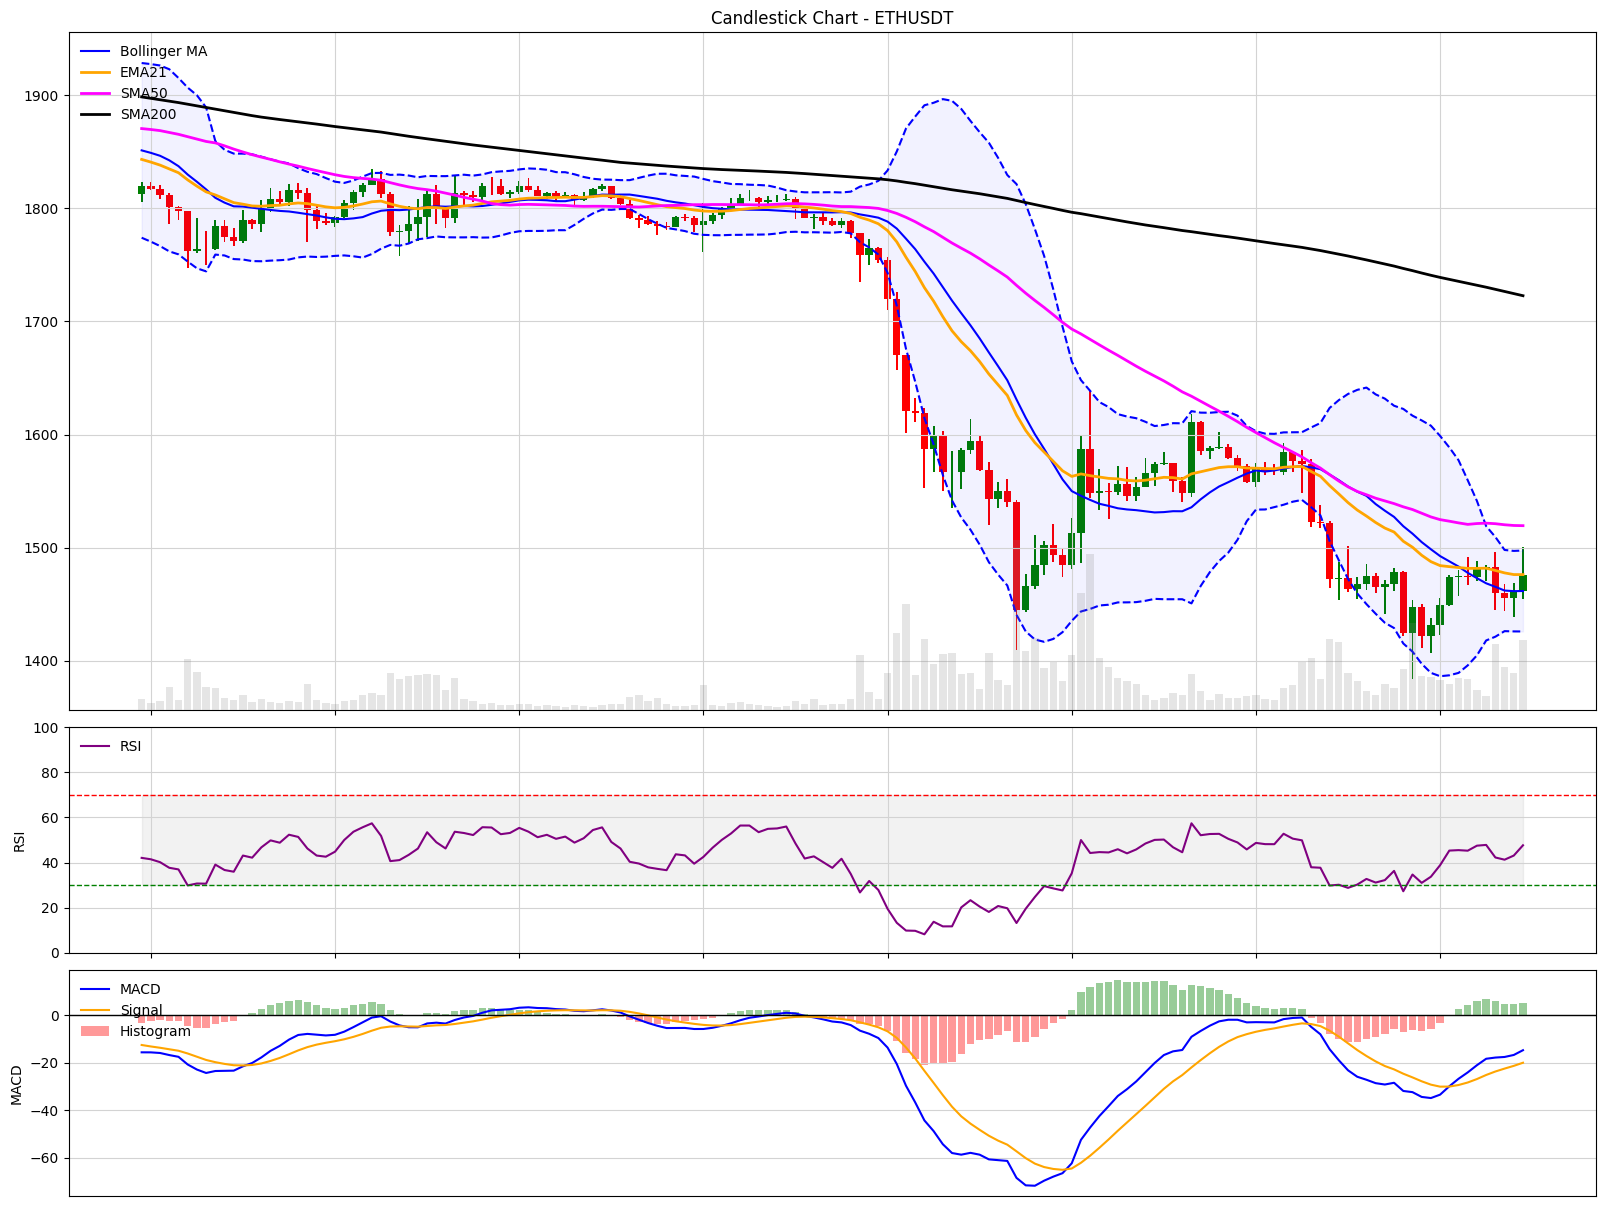 Candlestick Chart - ETHUSDT
Bollinger MA
EMA21
SMA50
SMA200
1900
1800
1700
1600
1500
1400
RSI
100
80
60
40
20
0
RSI
MACD
Signal
Histogram
0
−20
−40
−60
MACD